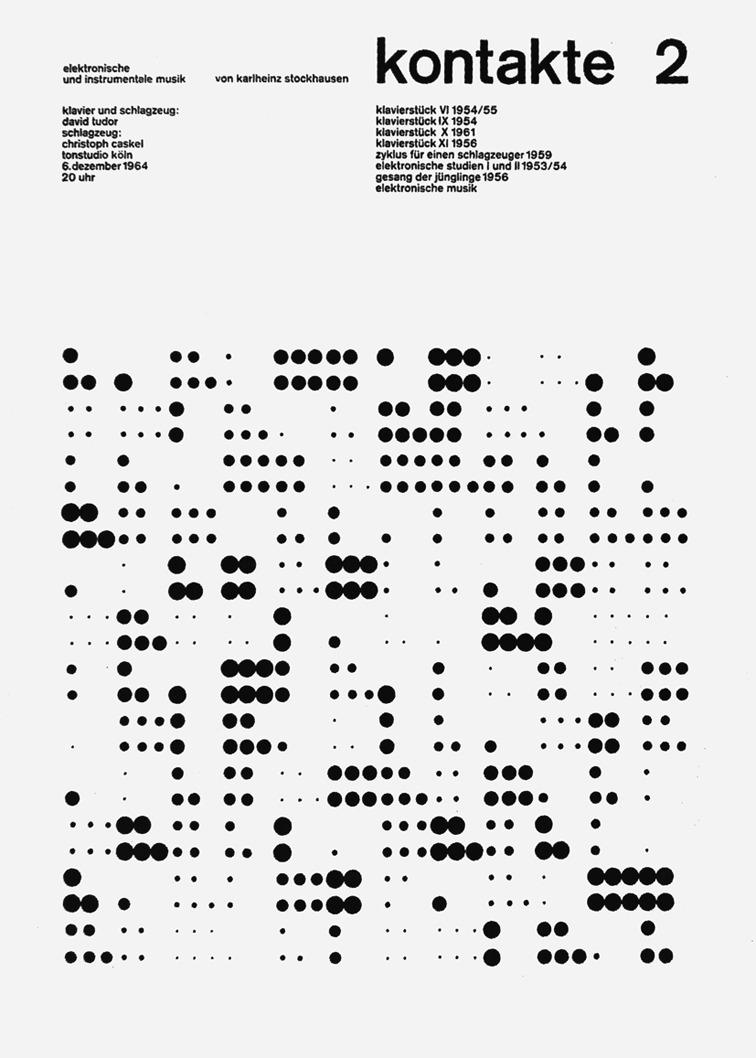 kontakte 2
elektronische
und instrumentale musik von karlheinz stockhausen
klavier und schlagzeug:
david tudor
schlagzeug:
christoph caskel
tonstudio köln
6.dezember 1964
20 uhr
klavierstück VI 1954/55
klavierstück IX 1954
klavierstück X 1961
klavierstück XI 1956
zyklus für einen schlagzeuger 1959
elektronische studien I und II 1953/54
gesang der jünglinge 1956
elektronische musik